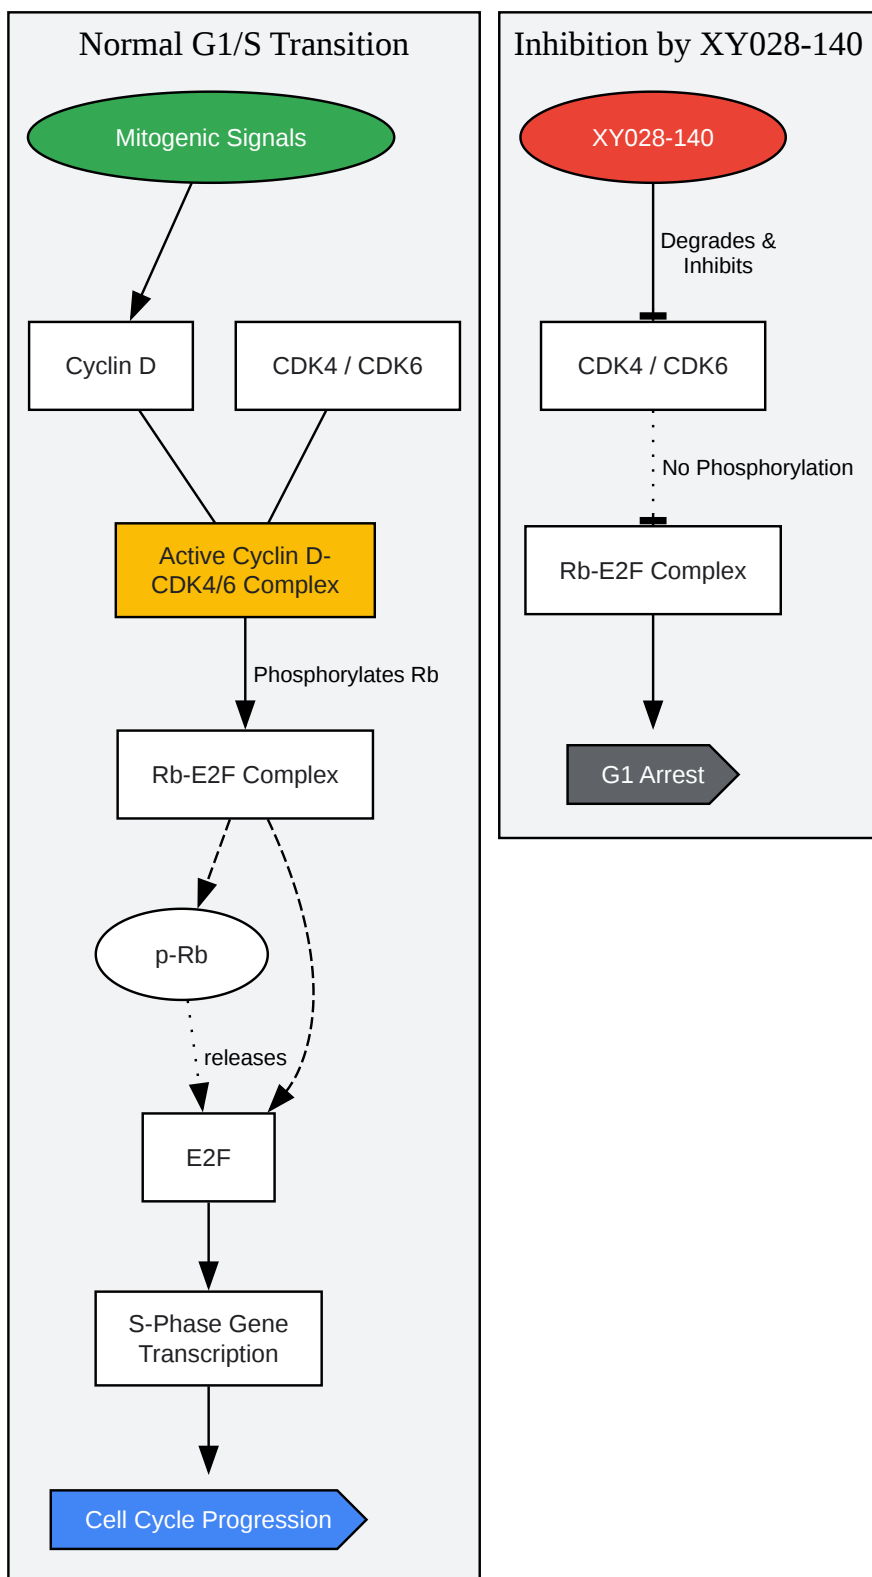 Normal G1/S Transition
Mitogenic Signals
Cyclin D
CDK4 / CDK6
Active Cyclin D-
CDK4/6 Complex
Phosphorylates Rb
Rb-E2F Complex
p-Rb
releases
E2F
S-Phase Gene
Transcription
Cell Cycle Progression
Inhibition by XY028-140
XY028-140
Degrades &
Inhibits
CDK4 / CDK6
No Phosphorylation
Rb-E2F Complex
G1 Arrest